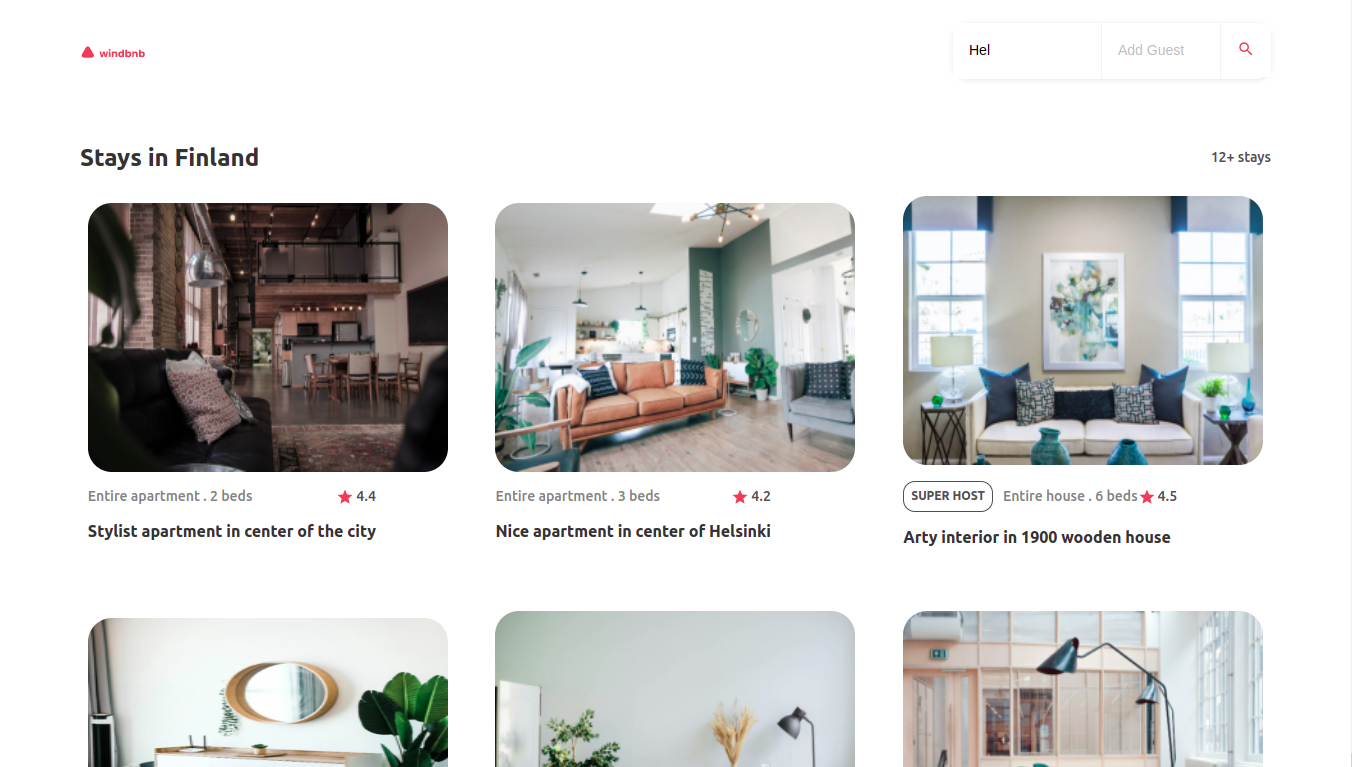 windbnb
Hel
Add Guest
Stays in Finland
12+ stays
Entire apartment . 2 beds
4.4
Stylist apartment in center of the city
Entire apartment . 3 beds
4.2
Nice apartment in center of Helsinki
SUPER HOST
Entire house . 6 beds
4.5
Arty interior in 1900 wooden house